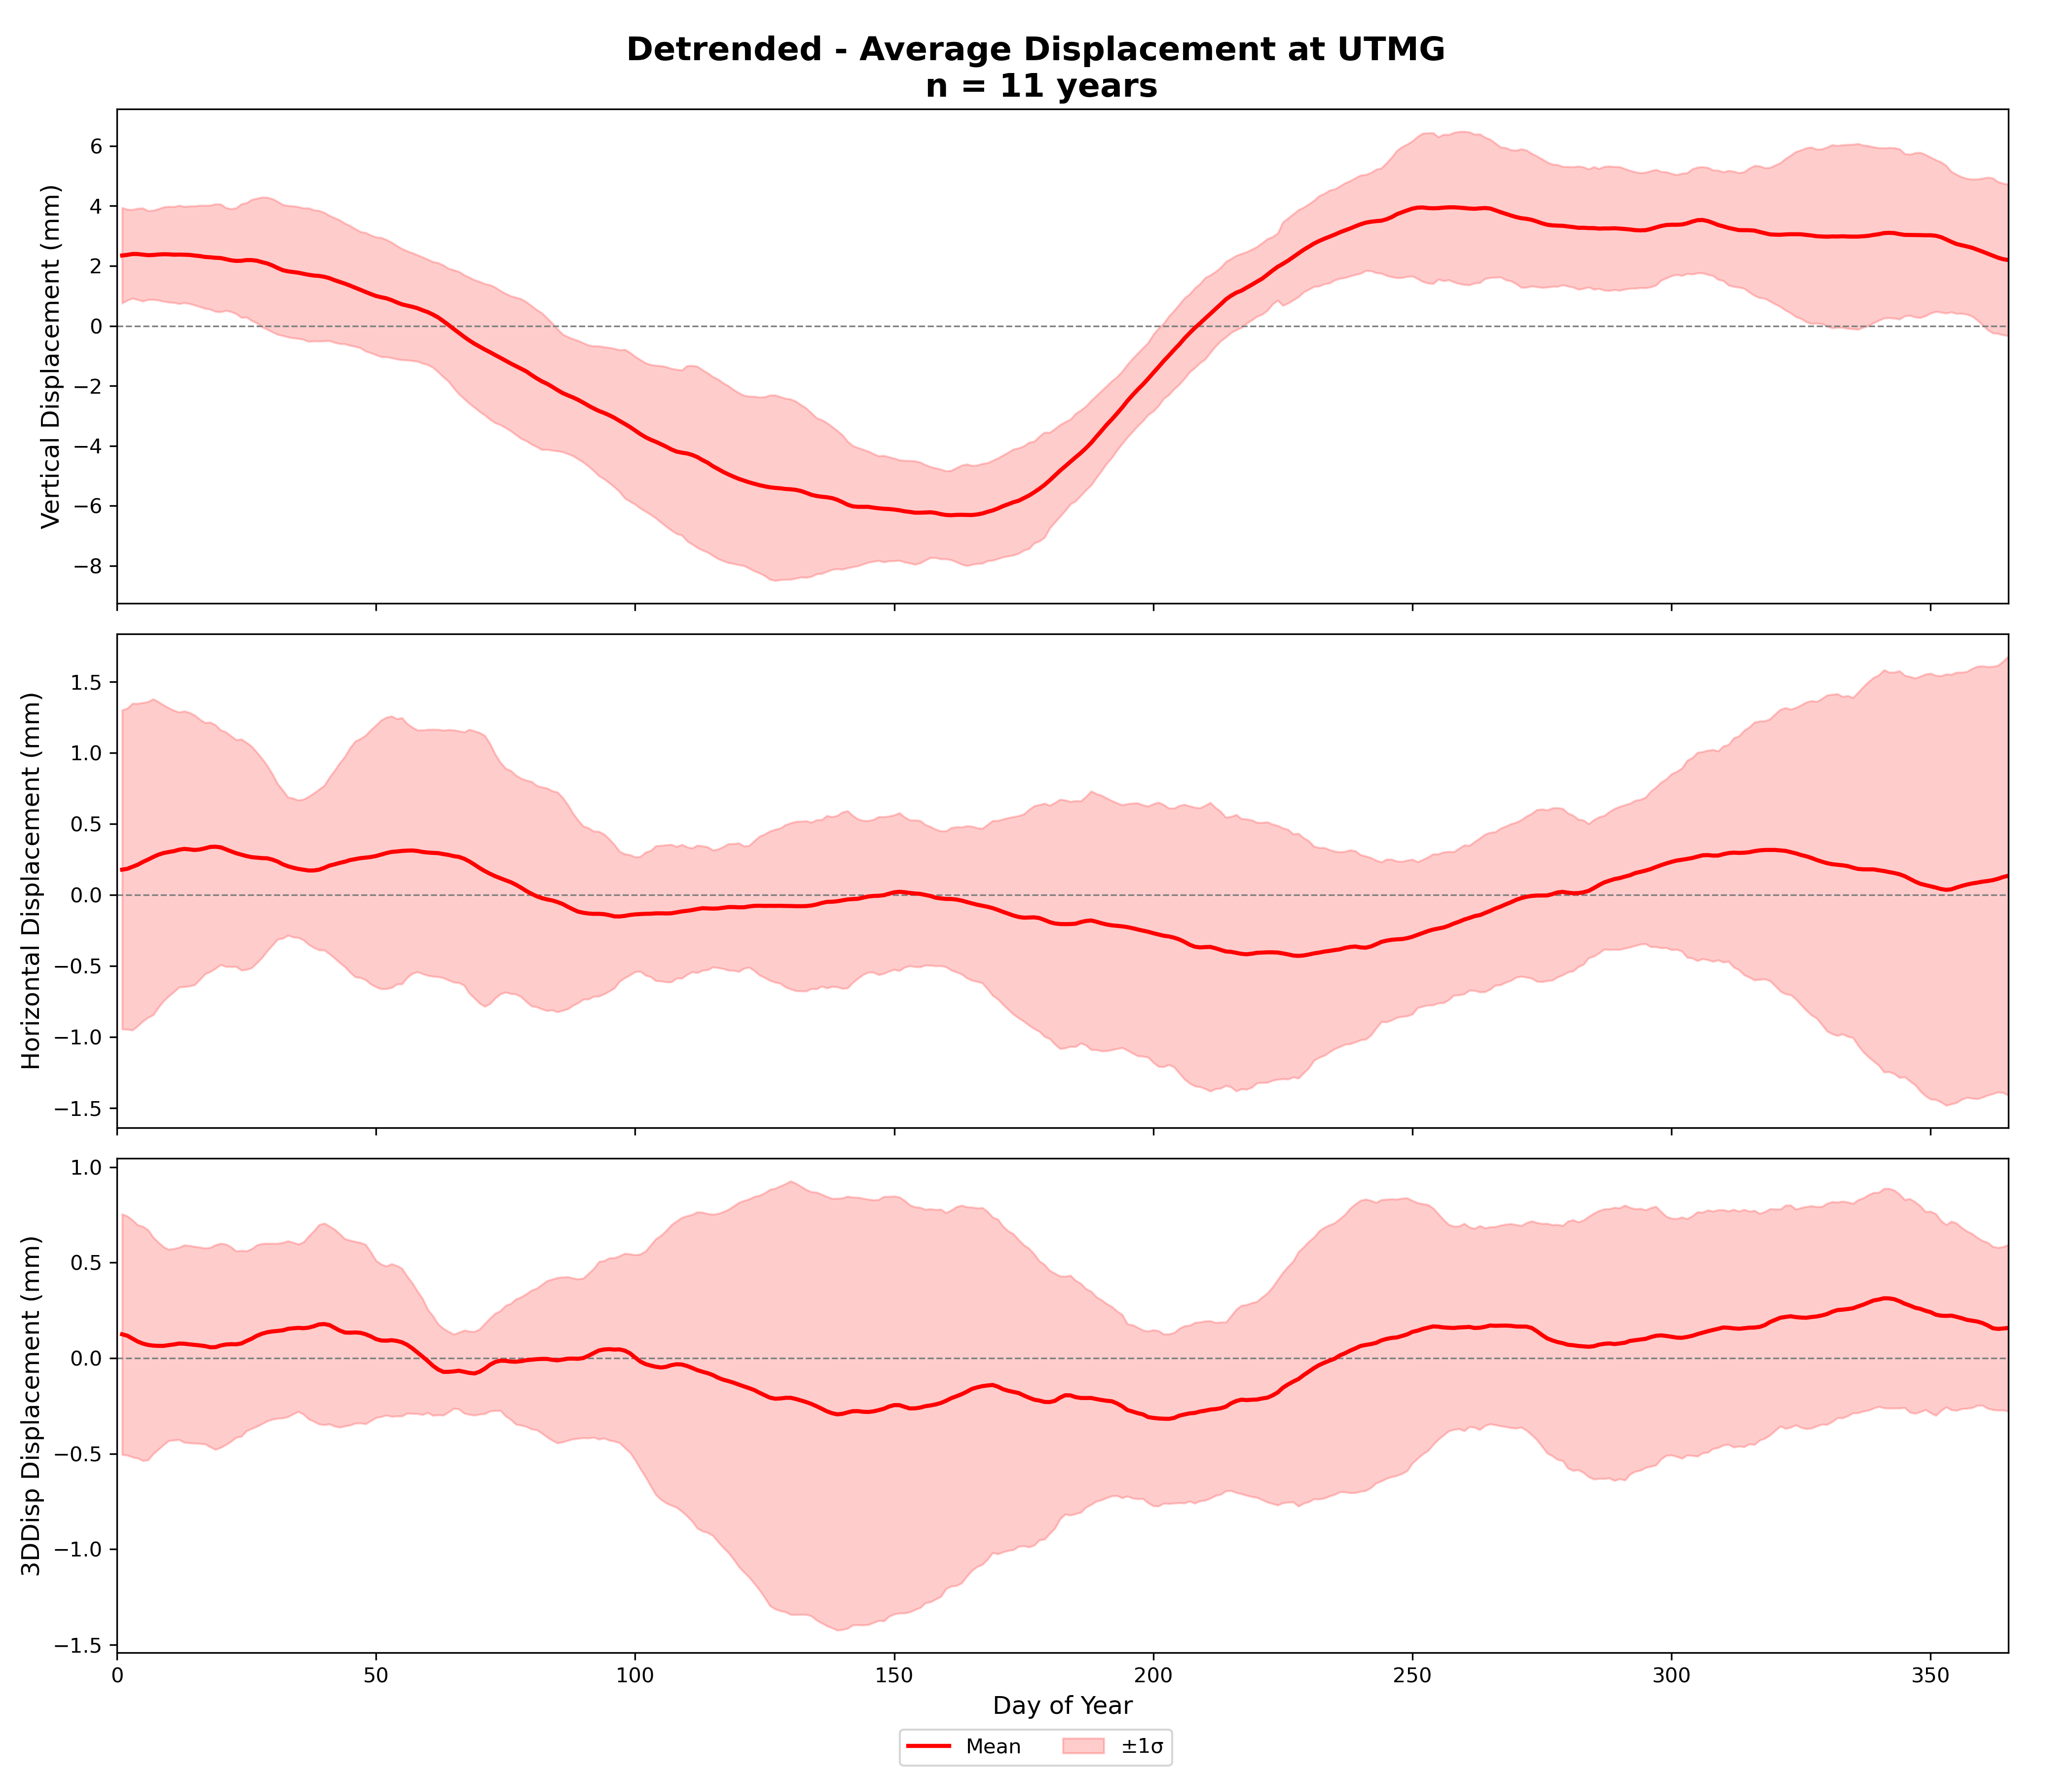 Detrended - Average Displacement at UTMG
n = 11 years
Vertical Displacement (mm)
6
4
2
0
−2
−4
−6
−8
Horizontal Displacement (mm)
1.5
1.0
0.5
0.0
−0.5
−1.0
−1.5
3DDisp Displacement (mm)
1.0
0.5
0.0
−0.5
−1.0
−1.5
0 50 100 150 200 250 300 350
Day of Year
Mean ±1σ